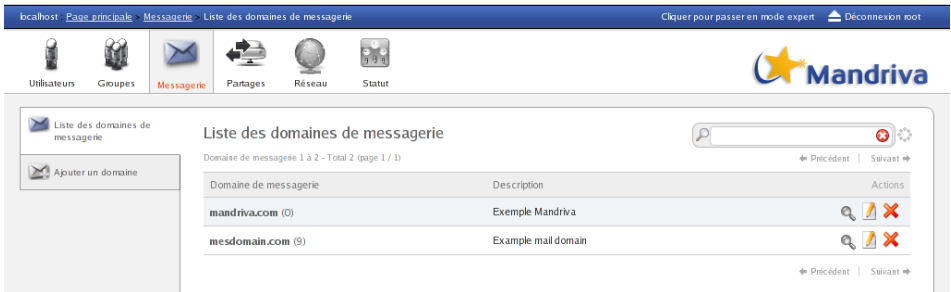 localhost Page principale > Messagerie > Liste des domaines de messagerie
Cliquer pour passer en mode expert Déconnexion root
Utilisateurs Groupes Messagerie Partages Réseau Statut
Mandriva
Liste des domaines de messagerie
Ajouter un domaine
Liste des domaines de messagerie
Domaine de messagerie 1 à 2 - Total 2 (page 1 / 1)
Précédent | Suivant
Domaine de messagerie Description Actions
mandriva.com (0) Exemple Mandriva
mesdomain.com (9) Example mail domain
Précédent | Suivant